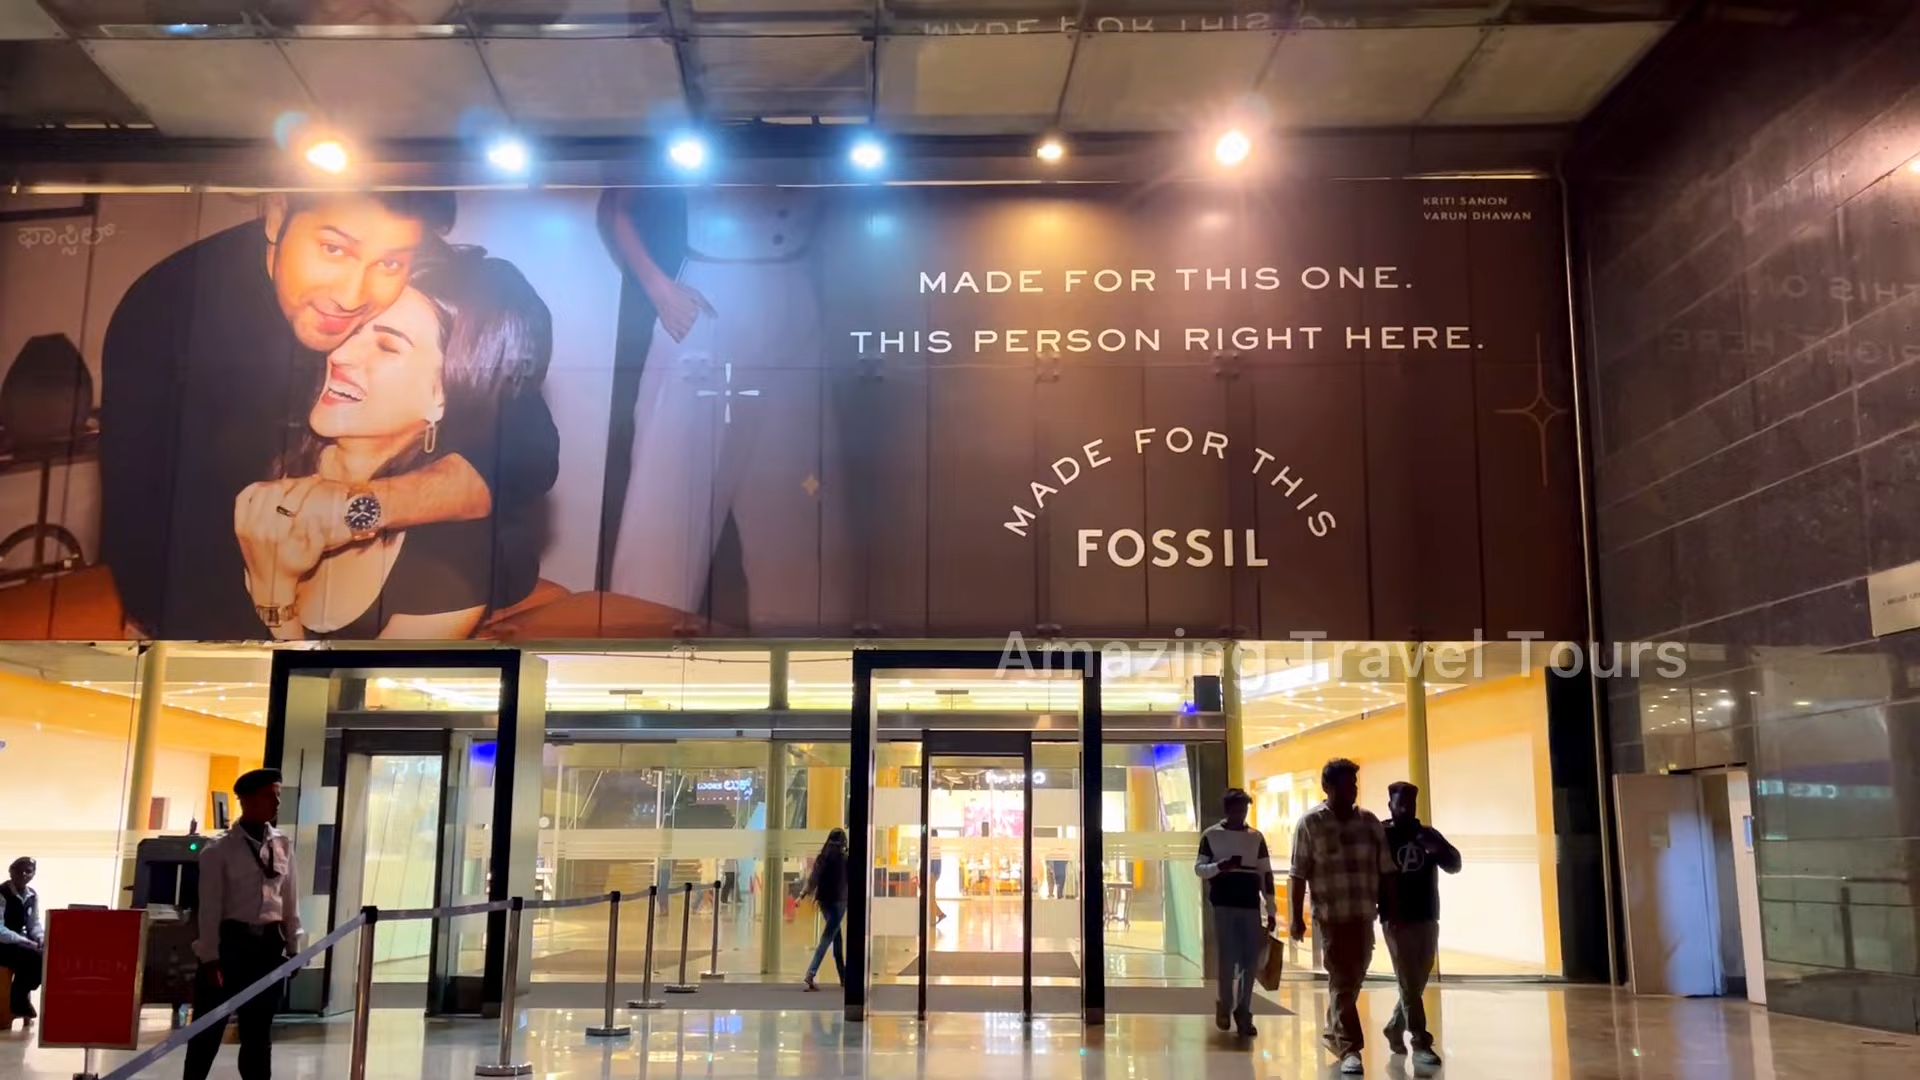 ಫಾಸ್ಸಿಲ್
KRITI SANON
VARUN DHAWAN
MADE FOR THIS ONE.
THIS PERSON RIGHT HERE.
MADE FOR THIS
FOSSIL
Amazing Travel Tours
LOOKS